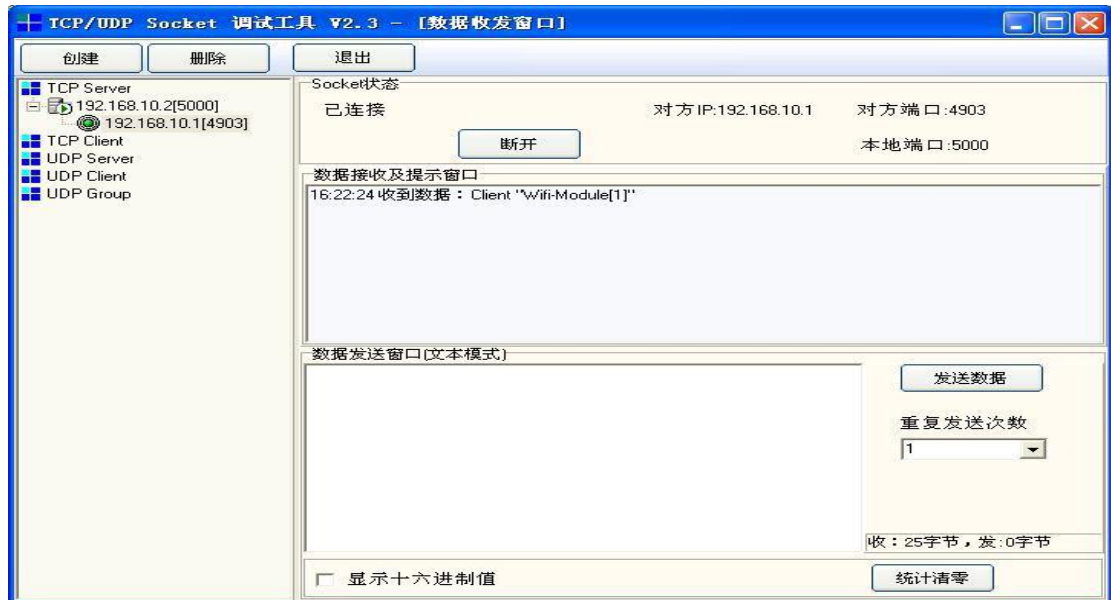 TCP/UDP Socket 调试工具 V2.3 - [数据收发窗口]
创建 删除 退出
TCP Server
192.168.10.2[5000]
192.168.10.1[4903]
TCP Client
UDP Server
UDP Client
UDP Group
Socket状态
已连接 对方IP:192.168.10.1 对方端口:4903
断开 本地端口:5000
数据接收及提示窗口
16:22:24 收到数据：Client "Wifi-Module[1]"
数据发送窗口(文本模式)
发送数据
重复发送次数
1
收：25字节，发:0字节
显示十六进制值 统计清零